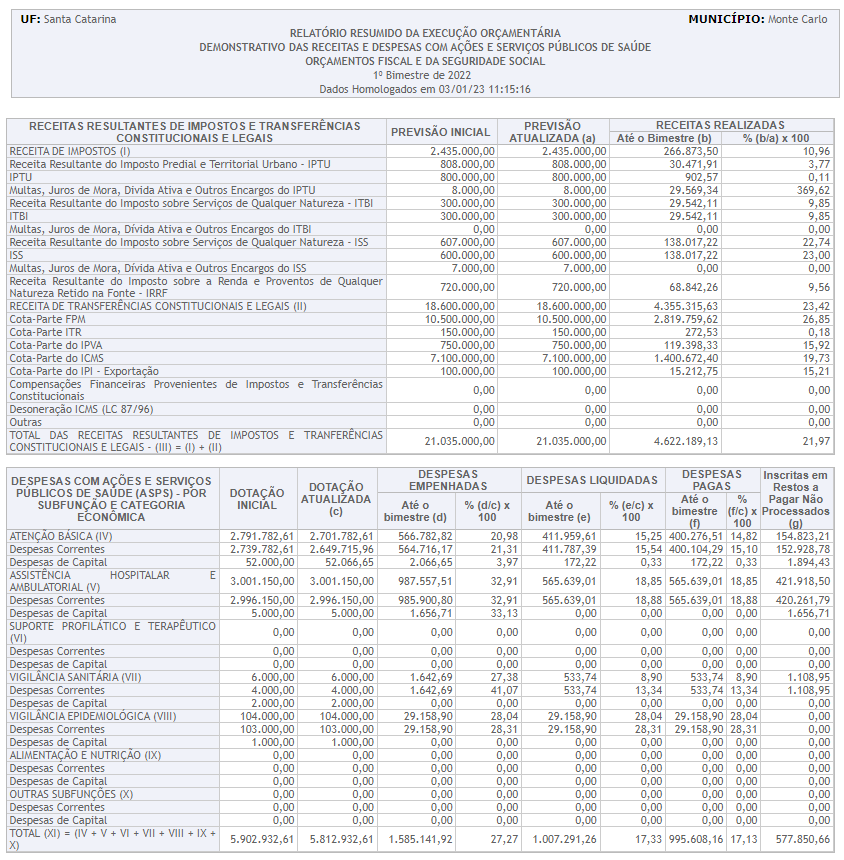 UF: Santa Catarina MUNICÍPIO: Monte Carlo
RELATÓRIO RESUMIDO DA EXECUÇÃO ORÇAMENTÁRIA
DEMONSTRATIVO DAS RECEITAS E DESPESAS COM AÇÕES E SERVIÇOS PÚBLICOS DE SAÚDE
ORÇAMENTOS FISCAL E DA SEGURIDADE SOCIAL
1º Bimestre de 2022
Dados Homologados em 03/01/23 11:15:16
RECEITAS RESULTANTES DE IMPOSTOS E TRANSFERÊNCIAS CONSTITUCIONAIS E LEGAIS PREVISÃO INICIAL PREVISÃO ATUALIZADA (a) RECEITAS REALIZADAS
Até o Bimestre (b) % (b/a) x 100
RECEITA DE IMPOSTOS (I) 2.435.000,00 2.435.000,00 266.873,50 10,96
Receita Resultante do Imposto Predial e Territorial Urbano - IPTU 808.000,00 808.000,00 30.471,91 3,77
IPTU 800.000,00 800.000,00 902,57 0,11
Multas, Juros de Mora, Dívida Ativa e Outros Encargos do IPTU 8.000,00 8.000,00 29.569,34 369,62
Receita Resultante do Imposto sobre Serviços de Qualquer Natureza - ITBI 300.000,00 300.000,00 29.542,11 9,85
ITBI 300.000,00 300.000,00 29.542,11 9,85
Multas, Juros de Mora, Dívida Ativa e Outros Encargos do ITBI 0,00 0,00 0,00 0,00
Receita Resultante do Imposto sobre Serviços de Qualquer Natureza - ISS 607.000,00 607.000,00 138.017,22 22,74
ISS 600.000,00 600.000,00 138.017,22 23,00
Multas, Juros de Mora, Dívida Ativa e Outros Encargos do ISS 7.000,00 7.000,00 0,00 0,00
Receita Resultante do Imposto sobre a Renda e Proventos de Qualquer
Natureza Retido na Fonte - IRRF 720.000,00 720.000,00 68.842,26 9,56
RECEITA DE TRANSFERÊNCIAS CONSTITUCIONAIS E LEGAIS (II) 18.600.000,00 18.600.000,00 4.355.315,63 23,42
Cota-Parte FPM 10.500.000,00 10.500.000,00 2.819.759,62 26,85
Cota-Parte ITR 150.000,00 150.000,00 272,53 0,18
Cota-Parte do IPVA 750.000,00 750.000,00 119.398,33 15,92
Cota-Parte do ICMS 7.100.000,00 7.100.000,00 1.400.672,40 19,73
Cota-Parte do IPI - Exportação 100.000,00 100.000,00 15.212,75 15,21
Compensações Financeiras Provenientes de Impostos e Transferências
Constitucionais 0,00 0,00 0,00 0,00
Desoneração ICMS (LC 87/96) 0,00 0,00 0,00 0,00
Outras 0,00 0,00 0,00 0,00
TOTAL DAS RECEITAS RESULTANTES DE IMPOSTOS E TRANFERÊNCIAS
CONSTITUCIONAIS E LEGAIS - (III) = (I) + (II) 21.035.000,00 21.035.000,00 4.622.189,13 21,97
DESPESAS COM AÇÕES E SERVIÇOS PÚBLICOS DE SAÚDE (ASPS) - POR SUBFUNÇÃO E CATEGORIA ECONÔMICA DOTAÇÃO INICIAL DOTAÇÃO ATUALIZADA (c) DESPESAS EMPENHADAS DESPESAS LIQUIDADAS DESPESAS PAGAS Inscritas em Restos a Pagar Não Processados (g)
Até o bimestre (d) % (d/c) x 100 Até o bimestre (e) % (e/c) x 100 Até o bimestre (f) % (f/c) x 100
ATENÇÃO BÁSICA (IV) 2.791.782,61 2.701.782,61 566.782,82 20,98 411.959,61 15,25 400.276,51 14,82 154.823,21
Despesas Correntes 2.739.782,61 2.649.715,96 564.716,17 21,31 411.787,39 15,54 400.104,29 15,10 152.928,78
Despesas de Capital 52.000,00 52.066,65 2.066,65 3,97 172,22 0,33 172,22 0,33 1.894,43
ASSISTÊNCIA HOSPITALAR E
AMBULATORIAL (V) 3.001.150,00 3.001.150,00 987.557,51 32,91 565.639,01 18,85 565.639,01 18,85 421.918,50
Despesas Correntes 2.996.150,00 2.996.150,00 985.900,80 32,91 565.639,01 18,88 565.639,01 18,88 420.261,79
Despesas de Capital 5.000,00 5.000,00 1.656,71 33,13 0,00 0,00 0,00 0,00 1.656,71
SUPORTE PROFILÁTICO E TERAPÊUTICO
(VI) 0,00 0,00 0,00 0,00 0,00 0,00 0,00 0,00 0,00
Despesas Correntes 0,00 0,00 0,00 0,00 0,00 0,00 0,00 0,00 0,00
Despesas de Capital 0,00 0,00 0,00 0,00 0,00 0,00 0,00 0,00 0,00
VIGILÂNCIA SANITÁRIA (VII) 6.000,00 6.000,00 1.642,69 27,38 533,74 8,90 533,74 8,90 1.108,95
Despesas Correntes 4.000,00 4.000,00 1.642,69 41,07 533,74 13,34 533,74 13,34 1.108,95
Despesas de Capital 2.000,00 2.000,00 0,00 0,00 0,00 0,00 0,00 0,00 0,00
VIGILÂNCIA EPIDEMIOLÓGICA (VIII) 104.000,00 104.000,00 29.158,90 28,04 29.158,90 28,04 29.158,90 28,04 0,00
Despesas Correntes 103.000,00 103.000,00 29.158,90 28,31 29.158,90 28,31 29.158,90 28,31 0,00
Despesas de Capital 1.000,00 1.000,00 0,00 0,00 0,00 0,00 0,00 0,00 0,00
ALIMENTAÇÃO E NUTRIÇÃO (IX) 0,00 0,00 0,00 0,00 0,00 0,00 0,00 0,00 0,00
Despesas Correntes 0,00 0,00 0,00 0,00 0,00 0,00 0,00 0,00 0,00
Despesas de Capital 0,00 0,00 0,00 0,00 0,00 0,00 0,00 0,00 0,00
OUTRAS SUBFUNÇÕES (X) 0,00 0,00 0,00 0,00 0,00 0,00 0,00 0,00 0,00
Despesas Correntes 0,00 0,00 0,00 0,00 0,00 0,00 0,00 0,00 0,00
Despesas de Capital 0,00 0,00 0,00 0,00 0,00 0,00 0,00 0,00 0,00
TOTAL (XI) = (IV + V + VI + VII + VIII + IX +
X) 5.902.932,61 5.812.932,61 1.585.141,92 27,27 1.007.291,26 17,33 995.608,16 17,13 577.850,66